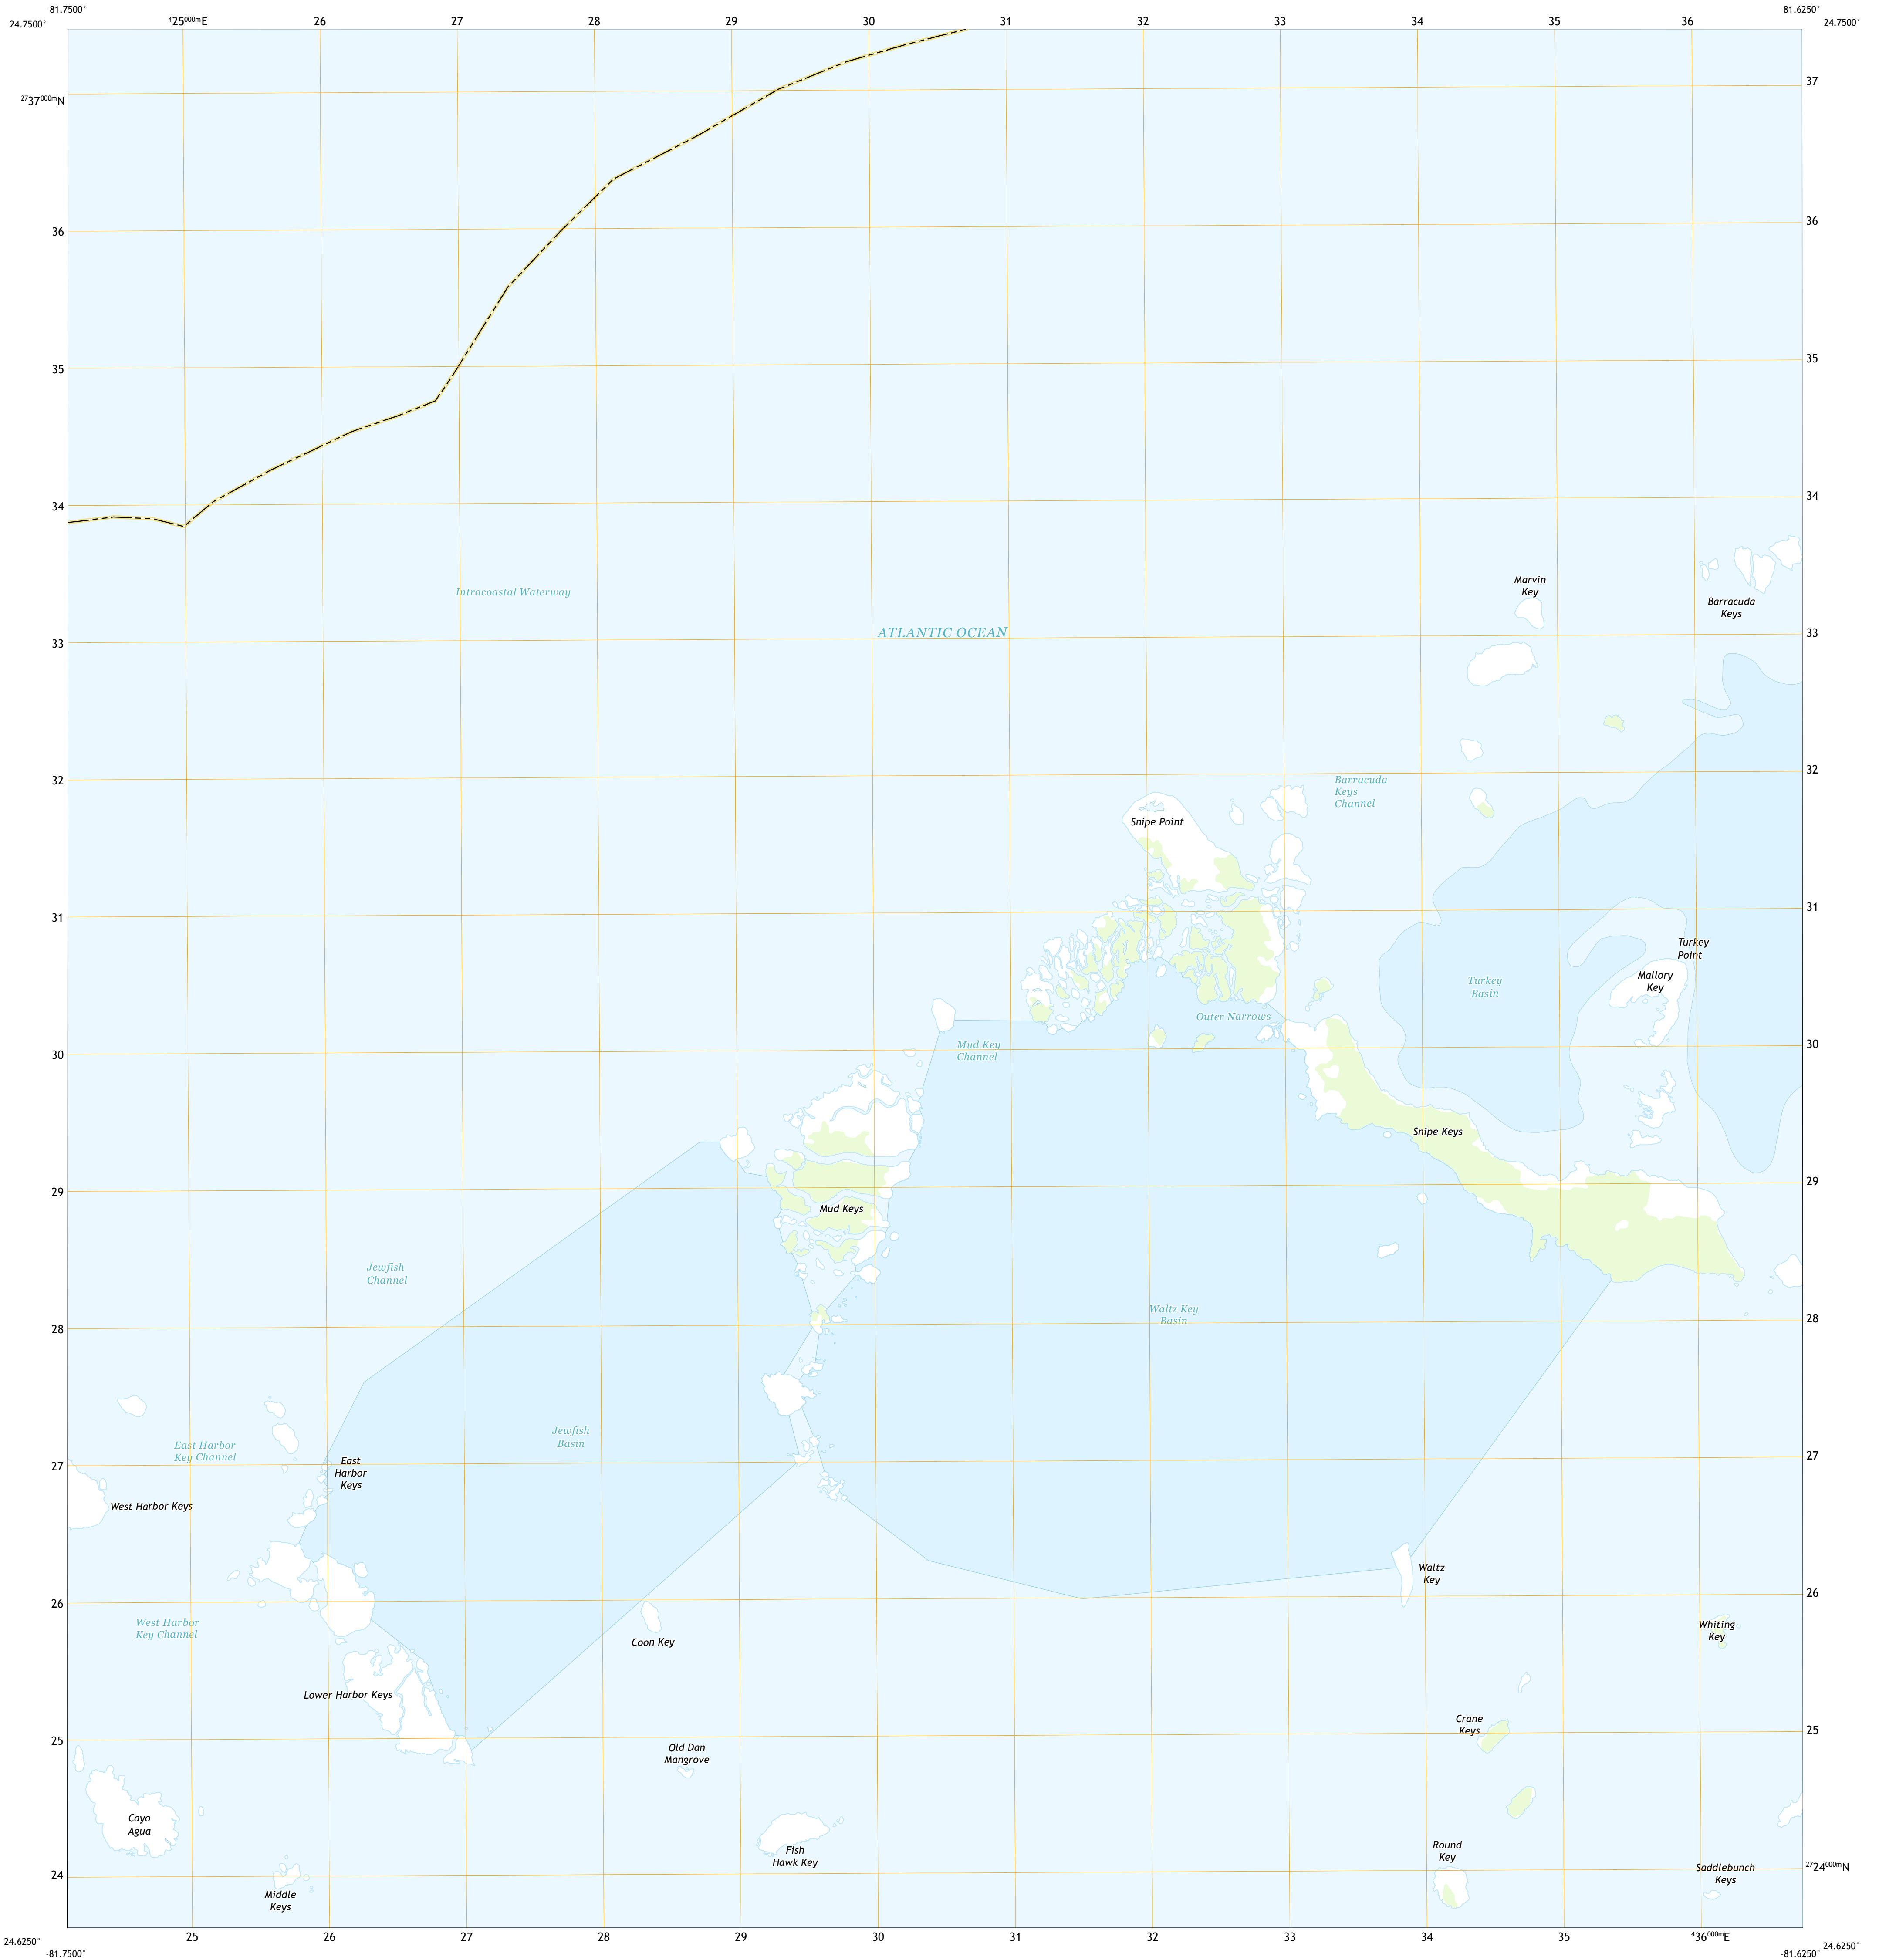 -81.7500°
-81.6250°
24.7500°
⁴25⁰⁰⁰ᵐE 26 27 28 29 30 31 32 33 34 35 36
24.7500°
²⁷37⁰⁰⁰ᵐN
37
36
36
35
35
34
34
Marvin
Key
Intracoastal Waterway
Barracuda
Keys
ATLANTIC OCEAN
33
33
32
32
Barracuda
Keys
Channel
Snipe Point
31
31
Turkey
Point
Mallory
Key
Turkey
Basin
Outer Narrows
Myd Key
Channel
30
30
Snipe Keys
29
29
Mud Keys
Jewfish
Channel
Waltz Key
Basin
28
28
Jewfish
Basin
East Harbor
Key Channel
27
27
East
Harbor
Keys
West Harbor Keys
Waltz
Key
26
26
West Harbor
Key Channel
Whiting
Key
Coon Key
Lower Harbor Keys
Crane
Keys
25
25
Old Dan
Mangrove
Cayo
Agua
Round
Key
Fish
Hawk Key
24
²⁷24⁰⁰⁰ᵐN
Saddlebunch
Keys
Middle
Keys
24.6250°
25 26 27 28 29 30 31 32 33 34 35 ⁴36⁰⁰⁰ᵐE
24.6250°
-81.7500°
-81.6250°